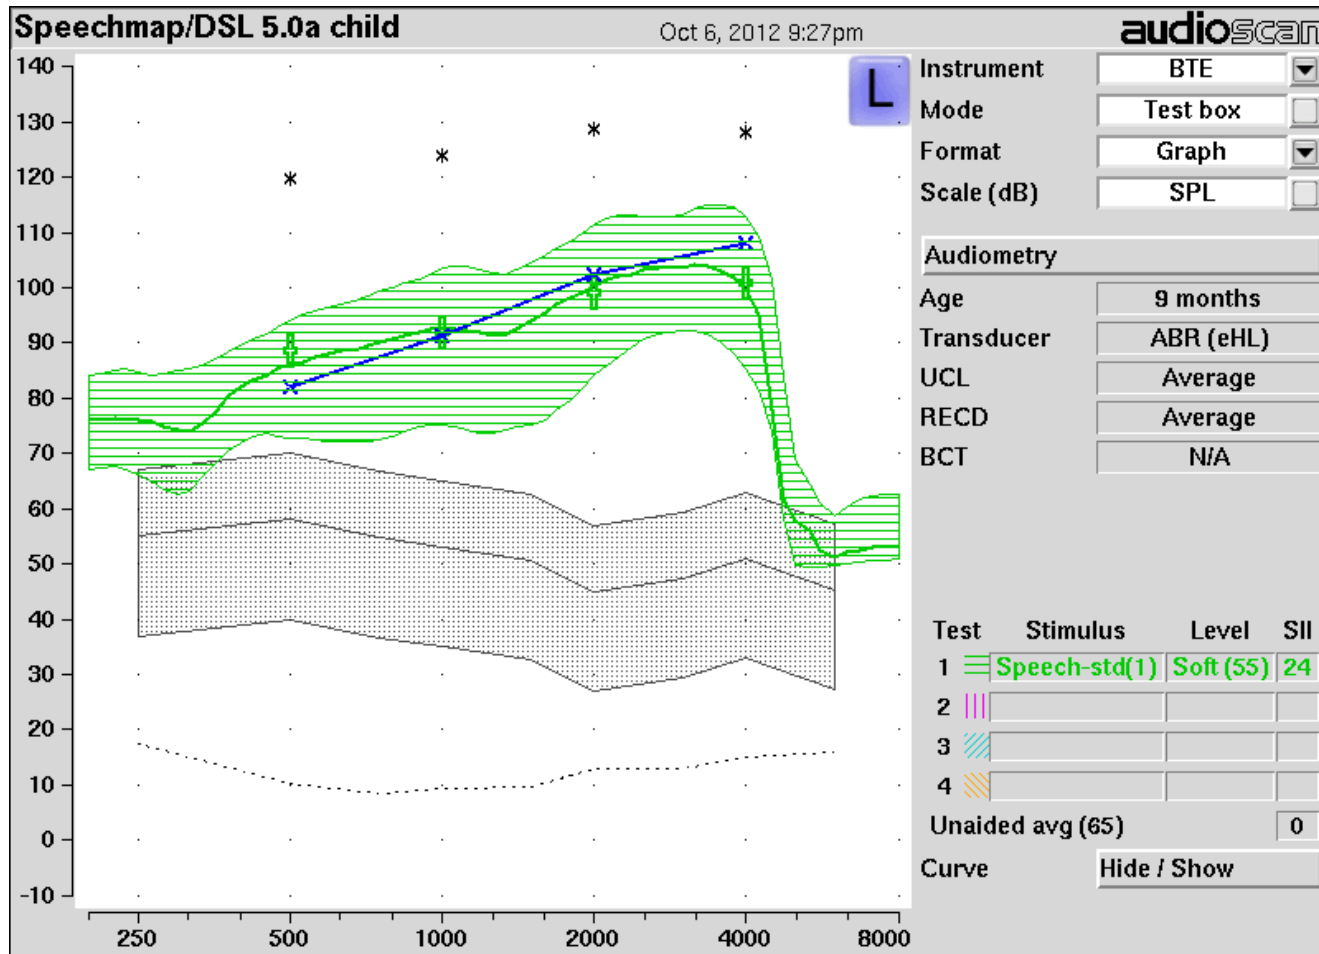 Speechmap/DSL 5.0a child Oct 6, 2012 9:27pm audioscan
L
Instrument BTE
Mode Test box
Format Graph
Scale (dB) SPL
Audiometry
Age 9 months
Transducer ABR (eHL)
UCL Average
RECD Average
BCT N/A
Test Stimulus Level SII
1 Speech-std(1) Soft (55) 24
2
3
4
Unaided avg (65) 0
Curve Hide / Show
140
130
120
110
100
90
80
70
60
50
40
30
20
10
0
-10
250 500 1000 2000 4000 8000